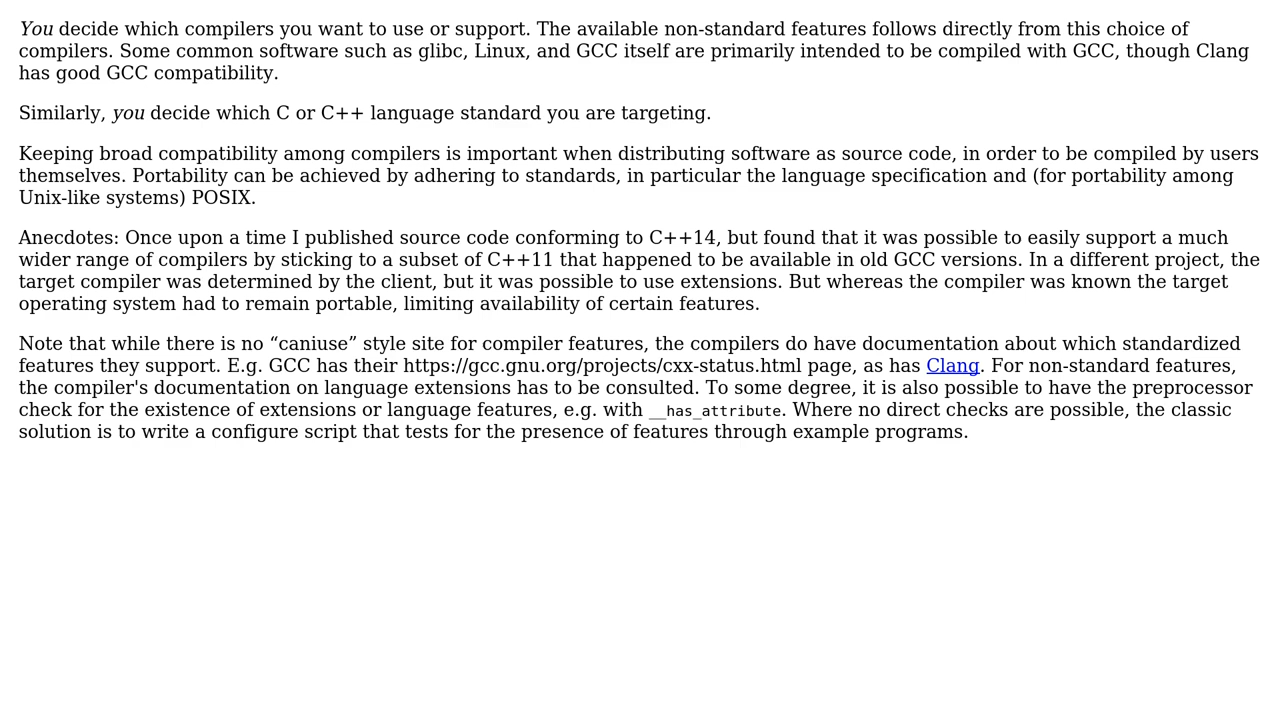 You decide which compilers you want to use or support. The available non-standard features follows directly from this choice of
compilers. Some common software such as glibc, Linux, and GCC itself are primarily intended to be compiled with GCC, though Clang
has good GCC compatibility.
Similarly, you decide which C or C++ language standard you are targeting.
Keeping broad compatibility among compilers is important when distributing software as source code, in order to be compiled by users
themselves. Portability can be achieved by adhering to standards, in particular the language specification and (for portability among
Unix-like systems) POSIX.
Anecdotes: Once upon a time I published source code conforming to C++14, but found that it was possible to easily support a much
wider range of compilers by sticking to a subset of C++11 that happened to be available in old GCC versions. In a different project, the
target compiler was determined by the client, but it was possible to use extensions. But whereas the compiler was known the target
operating system had to remain portable, limiting availability of certain features.
Note that while there is no “caniuse” style site for compiler features, the compilers do have documentation about which standardized
features they support. E.g. GCC has their https://gcc.gnu.org/projects/cxx-status.html page, as has Clang. For non-standard features,
the compiler's documentation on language extensions has to be consulted. To some degree, it is also possible to have the preprocessor
check for the existence of extensions or language features, e.g. with __has_attribute. Where no direct checks are possible, the classic
solution is to write a configure script that tests for the presence of features through example programs.